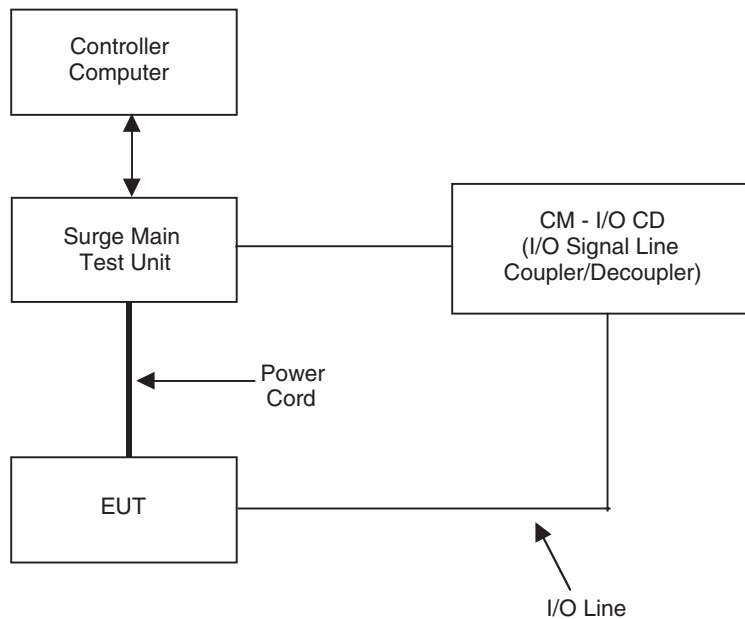 Controller
Computer
Surge Main
Test Unit
CM - I/O CD
(I/O Signal Line
Coupler/Decoupler)
Power
Cord
EUT
I/O Line